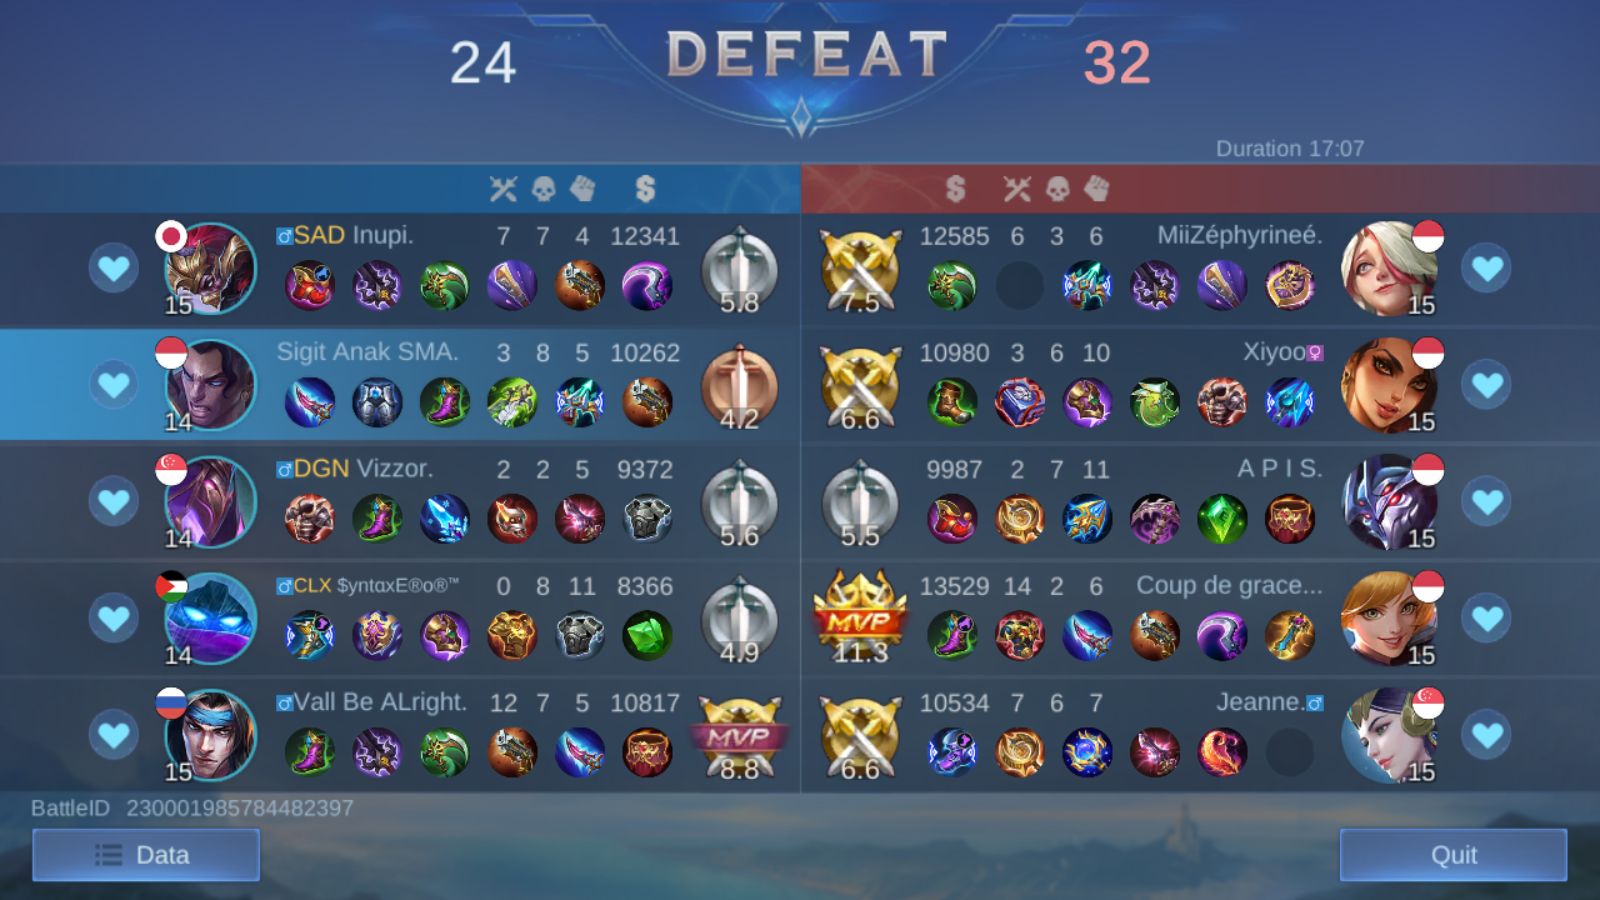 24 DEFEAT 32
Duration 17:07
15 SAD Inupi. 7 7 4 12341 5.8
7.5 12585 6 3 6 MiiZéphyrineé. 15
14 Sigit Anak SMA. 3 8 5 10262 4.2
6.6 10980 3 6 10 Xiyoo 15
14 DGN Vizzor. 2 2 5 9372 5.6
5.5 9987 2 7 11 A P I S. 15
14 CLX $yntαxE®o®™ 0 8 11 8366 4.9
MVP 11.3 13529 14 2 6 Coup de grace... 15
15 Vall Be ALright. 12 7 5 10817 MVP 8.8
6.6 10534 7 6 7 Jeanne. 15
BattleID 230001985784482397
Data
Quit